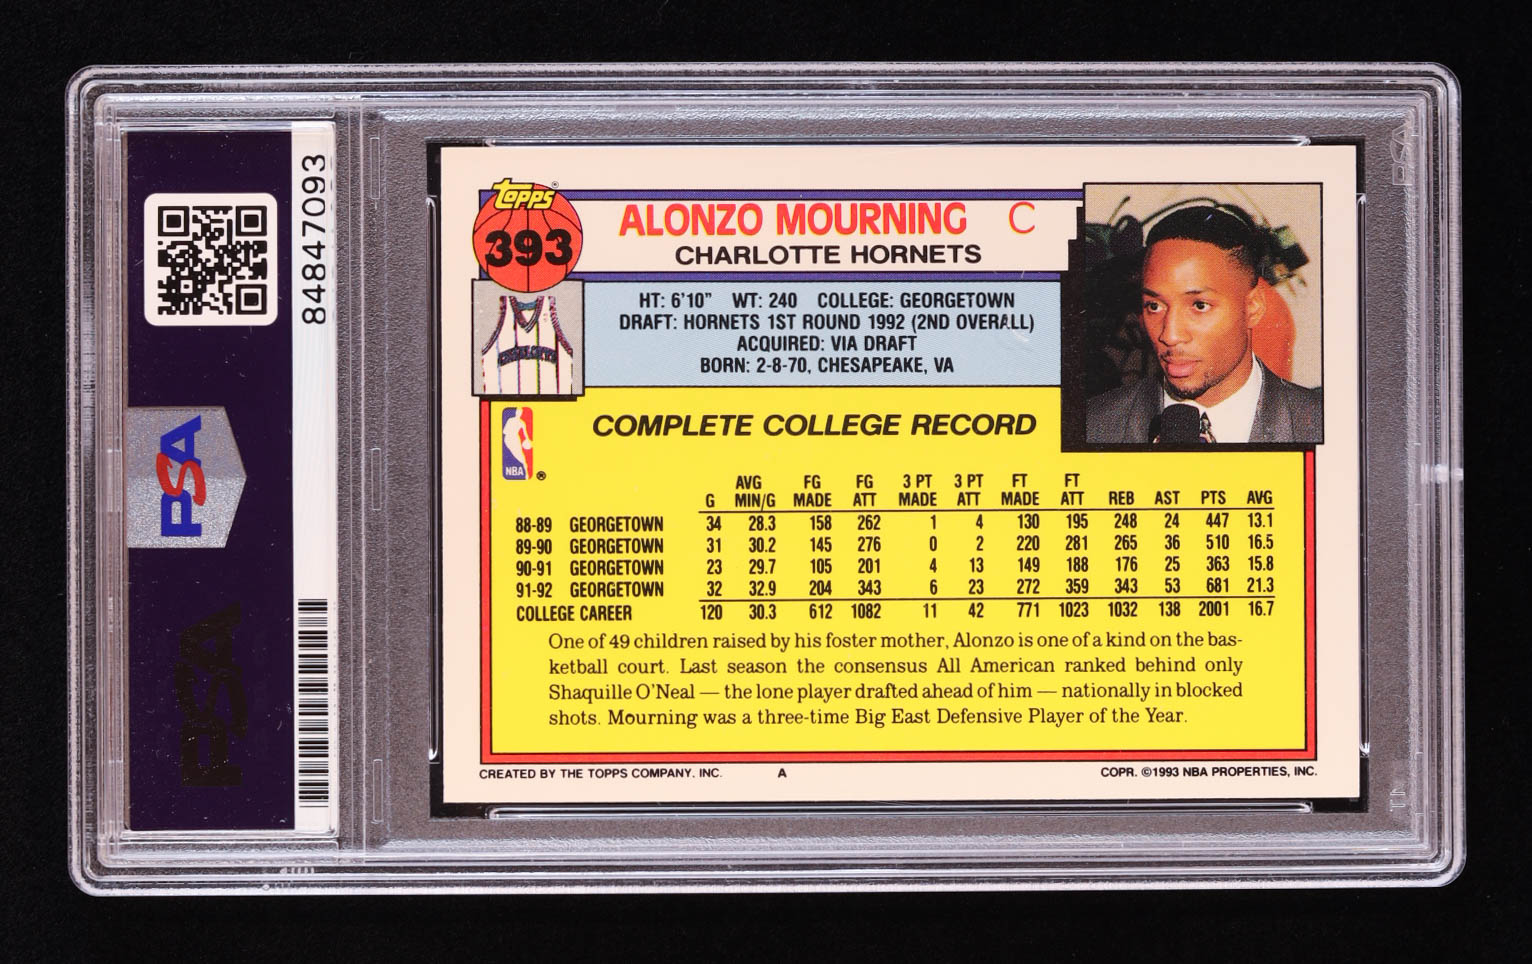 84847093
PSA
PSA
PSA
Topps®
393
ALONZO MOURNING C
CHARLOTTE HORNETS
CHARLOTTE
HT: 6'10" WT: 240 COLLEGE: GEORGETOWN
DRAFT: HORNETS 1ST ROUND 1992 (2ND OVERALL)
ACQUIRED: VIA DRAFT
BORN: 2-8-70, CHESAPEAKE, VA
NBA ®
COMPLETE COLLEGE RECORD
AVG FG FG 3 PT 3 PT FT FT
G MIN/G MADE ATT MADE ATT MADE ATT REB AST PTS AVG
88-89 GEORGETOWN 34 28.3 158 262 1 4 130 195 248 24 447 13.1
89-90 GEORGETOWN 31 30.2 145 276 0 2 220 281 265 36 510 16.5
90-91 GEORGETOWN 23 29.7 105 201 4 13 149 188 176 25 363 15.8
91-92 GEORGETOWN 32 32.9 204 343 6 23 272 359 343 53 681 21.3
COLLEGE CAREER 120 30.3 612 1082 11 42 771 1023 1032 138 2001 16.7
One of 49 children raised by his foster mother, Alonzo is one of a kind on the bas-
ketball court. Last season the consensus All American ranked behind only
Shaquille O'Neal — the lone player drafted ahead of him — nationally in blocked
shots. Mourning was a three-time Big East Defensive Player of the Year.
CREATED BY THE TOPPS COMPANY, INC. A COPR. ©1993 NBA PROPERTIES, INC.